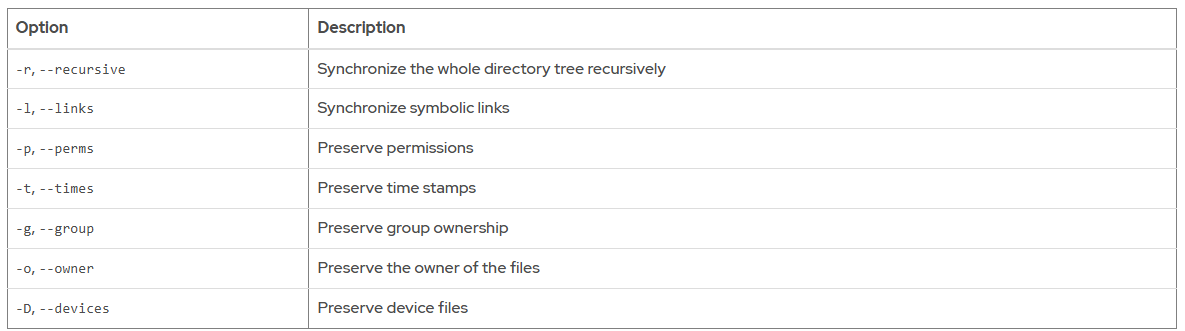 Option Description
-r, --recursive Synchronize the whole directory tree recursively
-l, --links Synchronize symbolic links
-p, --perms Preserve permissions
-t, --times Preserve time stamps
-g, --group Preserve group ownership
-o, --owner Preserve the owner of the files
-D, --devices Preserve device files